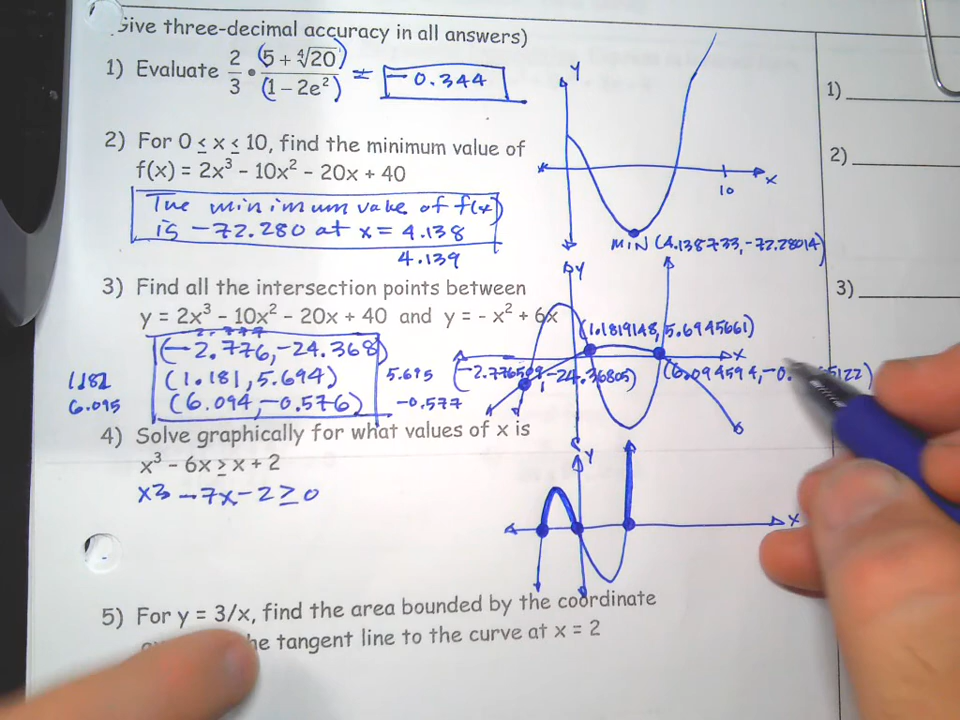 Give three-decimal accuracy in all answers)
1) Evaluate 2/3 • (5 + ∜20)/(1 – 2e²) = -0.344
2) For 0 ≤ x ≤ 10, find the minimum value of
f(x) = 2x³ – 10x² – 20x + 40
The minimum value of f(x)
is -72.280 at x = 4.138
4.139
Y
X
10
MIN (4.138733, -72.28014)
3) Find all the intersection points between
y = 2x³ – 10x² – 20x + 40 and y = – x² + 6x
-2.777
(-2.776, -24.368)
1.182 (1.181, 5.694) 5.695
6.095 (6.094, -0.576) -0.577
Y
X
(1.1819148, 5.6945661)
, -24.36805)
4) Solve graphically for what values of x is
x³ – 6x ≥ x + 2
x3 - 7x - 2 ≥ 0
Y
X
5) For y = 3/x, find the area bounded by the coordinate
the tangent line to the curve at x = 2
1)
2)
3)